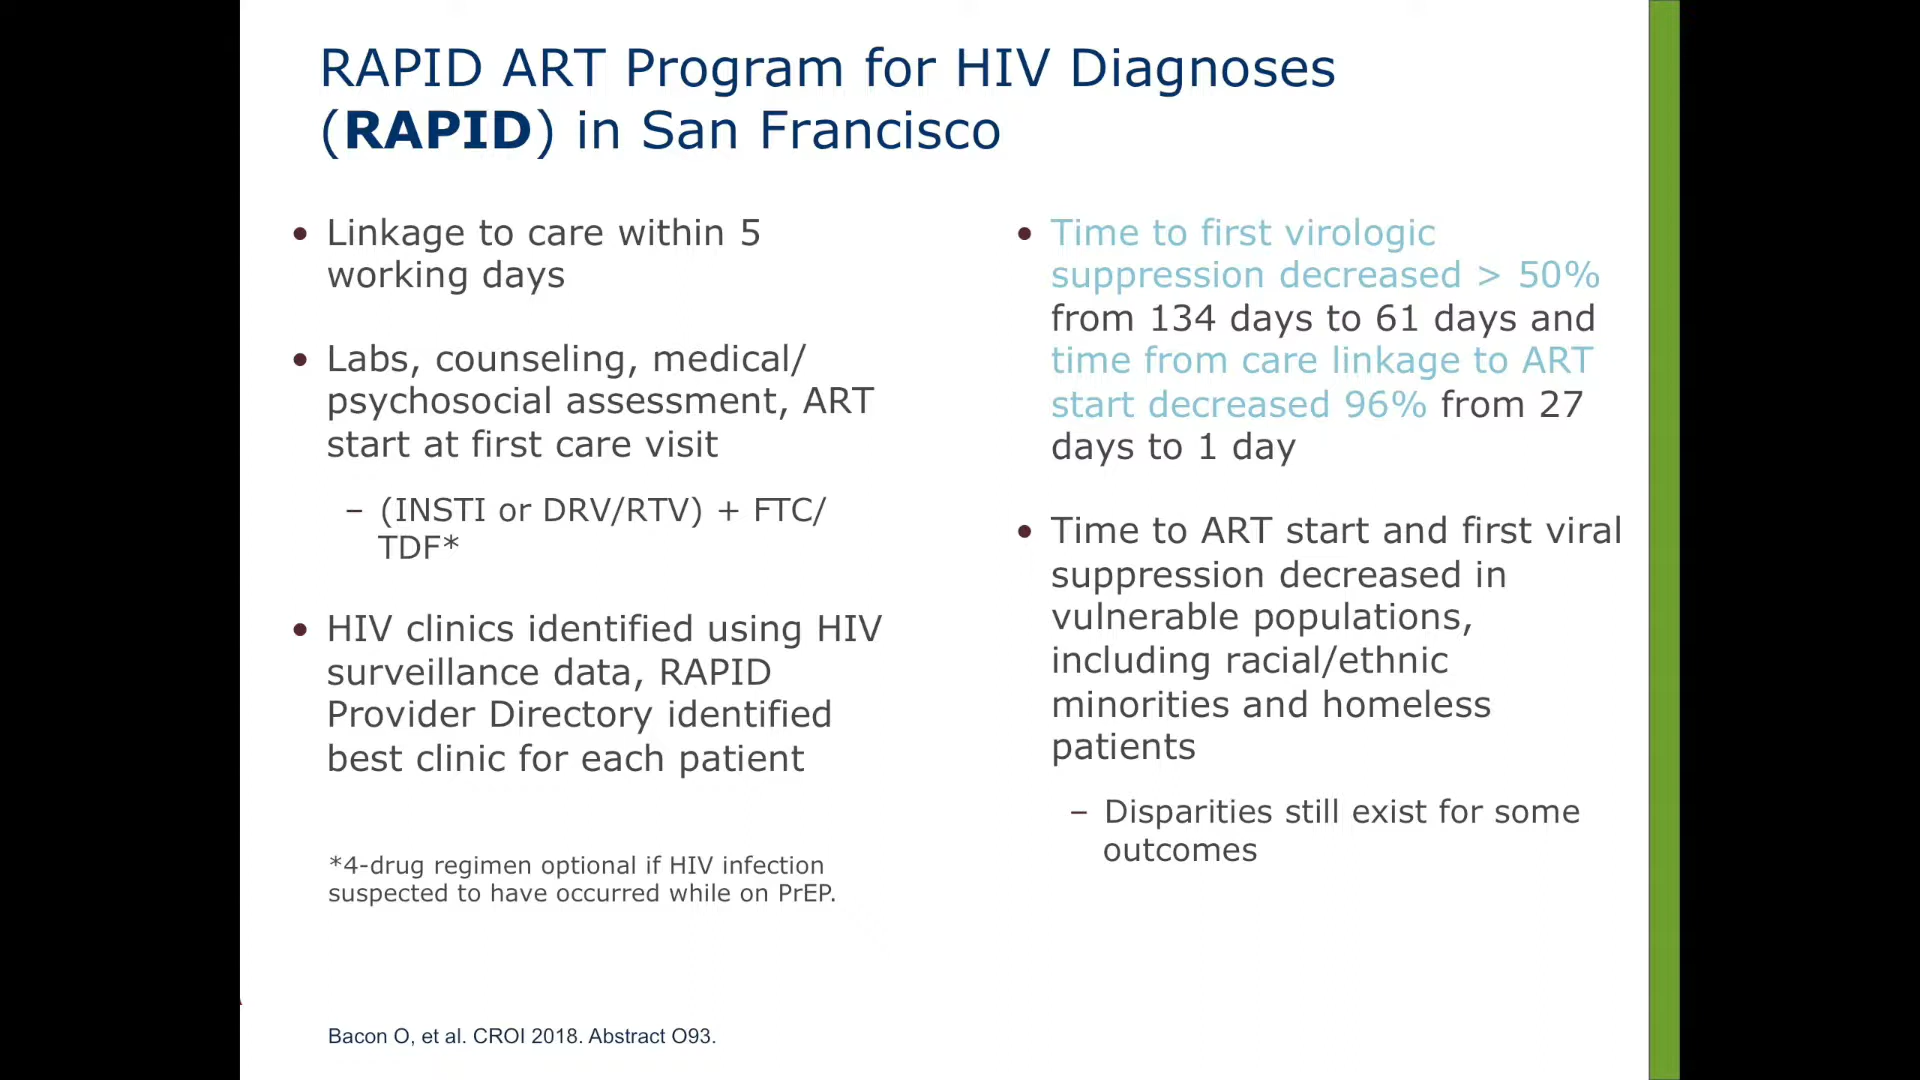 RAPID ART Program for HIV Diagnoses
(RAPID) in San Francisco
• Linkage to care within 5
working days
• Labs, counseling, medical/
psychosocial assessment, ART
start at first care visit
– (INSTI or DRV/RTV) + FTC/
TDF*
• HIV clinics identified using HIV
surveillance data, RAPID
Provider Directory identified
best clinic for each patient
*4-drug regimen optional if HIV infection
suspected to have occurred while on PrEP.
• Time to first virologic
suppression decreased > 50%
from 134 days to 61 days and
time from care linkage to ART
start decreased 96% from 27
days to 1 day
• Time to ART start and first viral
suppression decreased in
vulnerable populations,
including racial/ethnic
minorities and homeless
patients
– Disparities still exist for some
outcomes
Bacon O, et al. CROI 2018. Abstract O93.